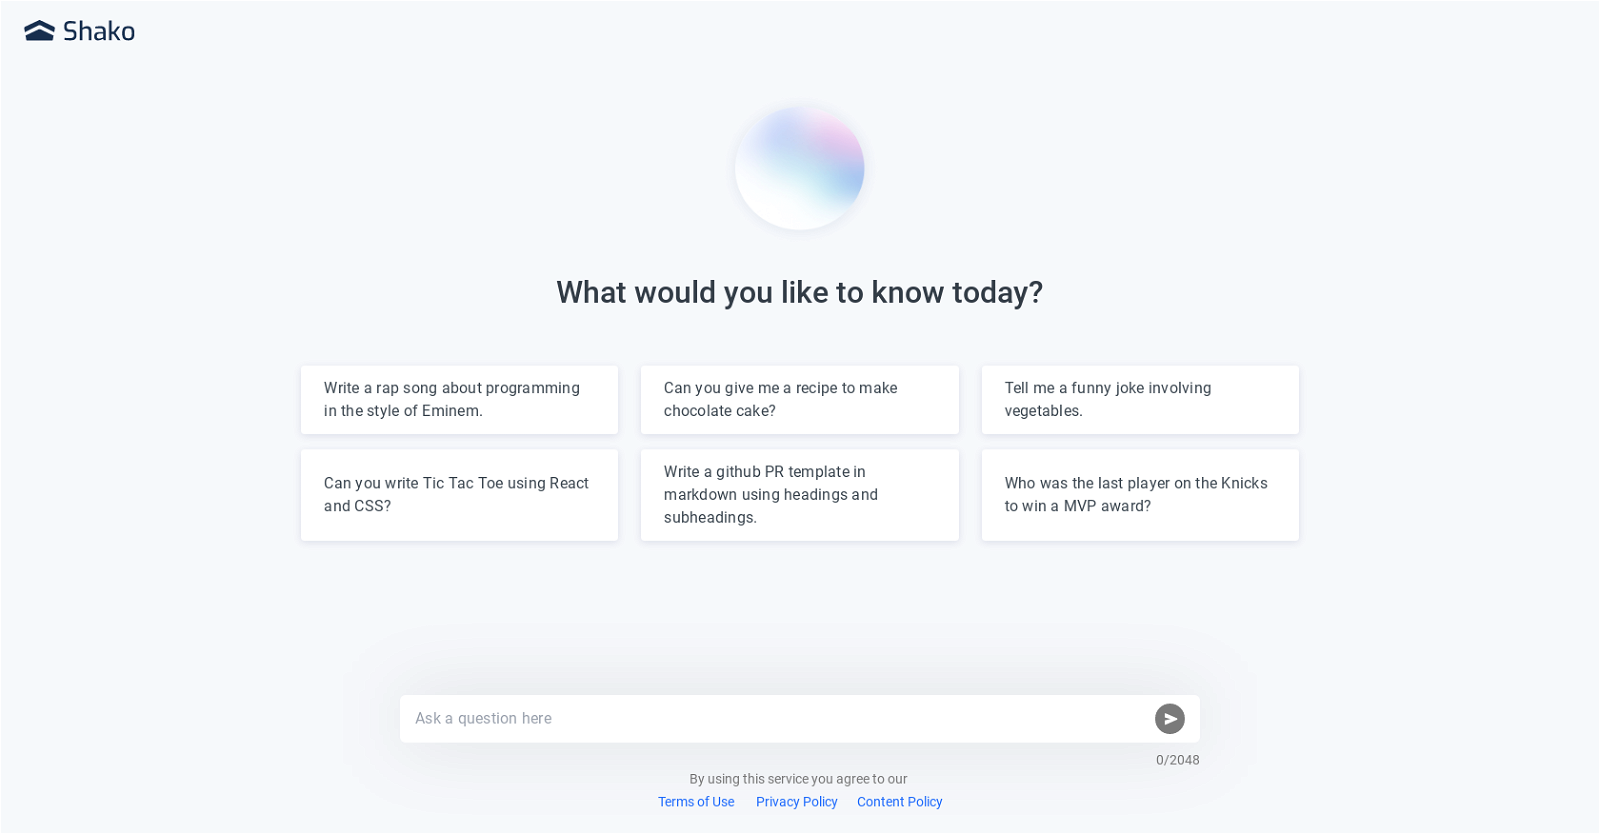 Shako
What would you like to know today?
Write a rap song about programming
in the style of Eminem.
Can you give me a recipe to make
chocolate cake?
Tell me a funny joke involving
vegetables.
Can you write Tic Tac Toe using React
and CSS?
Write a github PR template in
markdown using headings and
subheadings.
Who was the last player on the Knicks
to win a MVP award?
Ask a question here
0/2048
By using this service you agree to our
Terms of Use Privacy Policy Content Policy